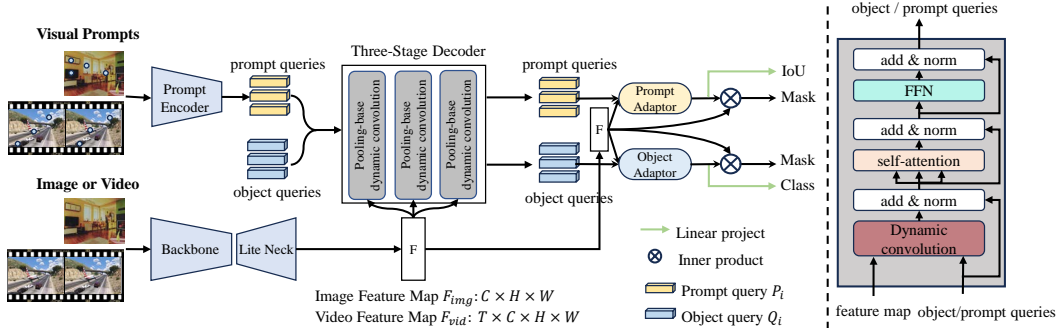 Visual Prompts
Prompt
Encoder
prompt queries
object queries
Three-Stage Decoder
Pooling-base
dynamic convolution
Pooling-base
dynamic convolution
Pooling-base
dynamic convolution
prompt queries
object queries
F
Prompt
Adaptor
Object
Adaptor
IoU
Mask
Mask
Class
Image or Video
Backbone
Lite Neck
F
Image Feature Map F_img: C × H × W
Video Feature Map F_vid: T × C × H × W
Linear project
Inner product
Prompt query P_i
Object query Q_i
object / prompt queries
add & norm
FFN
add & norm
self-attention
add & norm
Dynamic
convolution
feature map
object/prompt queries